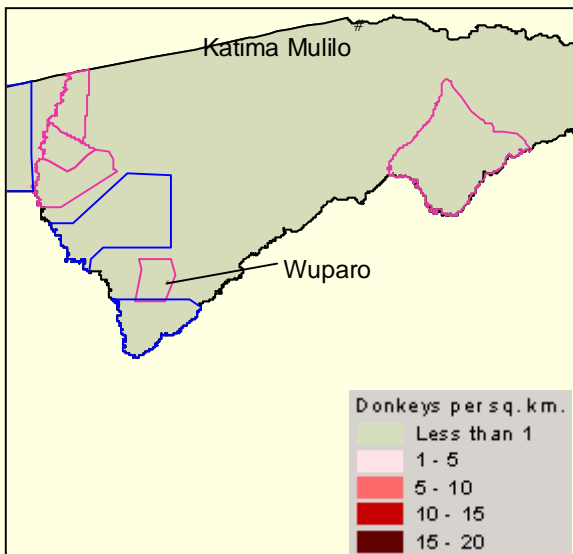 #
Katima Mulilo
Wuparo
Donkeys per sq. km.
Less than 1
1 - 5
5 - 10
10 - 15
15 - 20